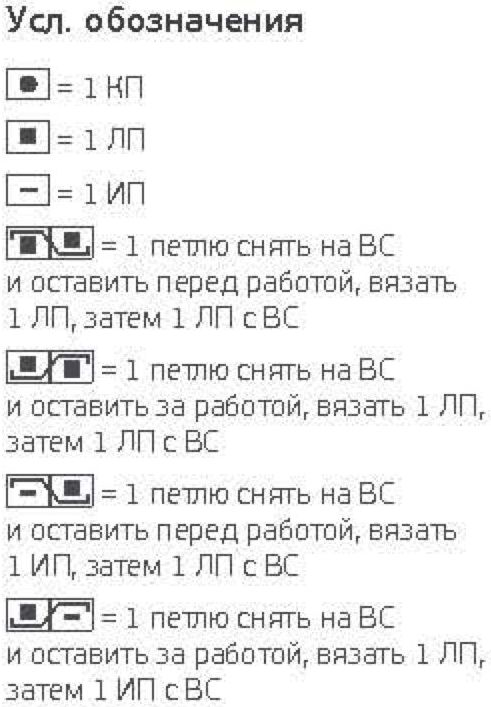 Усл. обозначения
= 1 КП
= 1 ЛП
= 1 ИП
= 1 петлю снять на ВС
и оставить перед работой, вязать
1 ЛП, затем 1 ЛП с ВС
= 1 петлю снять на ВС
и оставить за работой, вязать 1 ЛП,
затем 1 ЛП с ВС
= 1 петлю снять на ВС
и оставить перед работой, вязать
1 ИП, затем 1 ЛП с ВС
= 1 петлю снять на ВС
и оставить за работой, вязать 1 ЛП,
затем 1 ИП с ВС